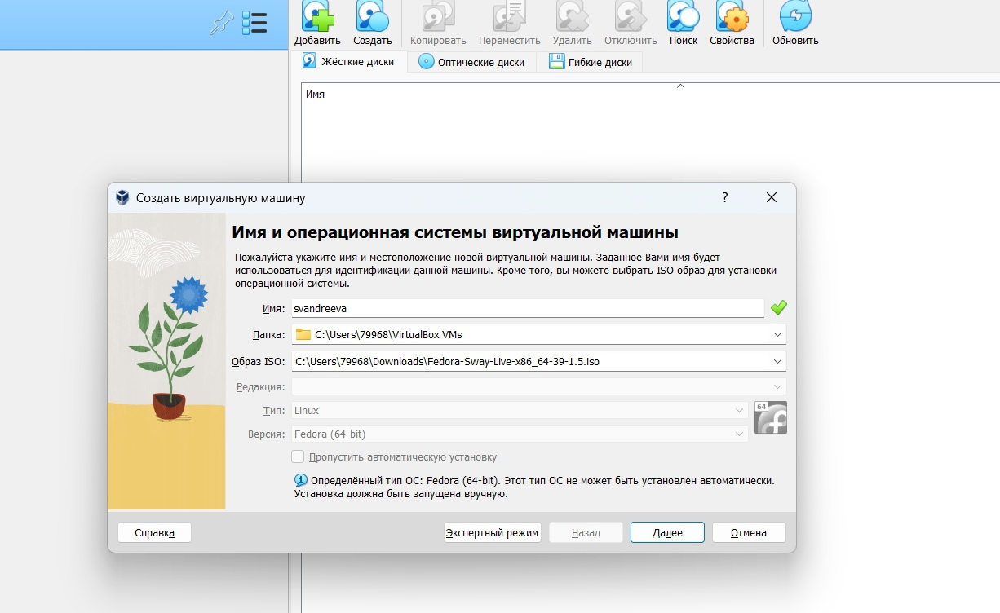 Добавить Создать Копировать Переместить Удалить Отключить Поиск Свойства Обновить
Жёсткие диски Оптические диски Гибкие диски
Имя
Создать виртуальную машину ?
Имя и операционная системы виртуальной машины
Пожалуйста укажите имя и местоположение новой виртуальной машины. Заданное Вами имя будет
использоваться для идентификации данной машины. Кроме того, вы можете выбрать ISO образ для установки
операционной системы.
Имя: svandreeva
Папка: C:\Users\79968\VirtualBox VMs
Образ ISO: C:\Users\79968\Downloads\Fedora-Sway-Live-x86_64-39-1.5.iso
Редакция:
Тип: Linux 64
Версия: Fedora (64-bit)
Пропустить автоматическую установку
Определённый тип ОС: Fedora (64-bit). Этот тип ОС не может быть установлен автоматически.
Установка должна быть запущена вручную.
Справка Экспертный режим Назад Далее Отмена